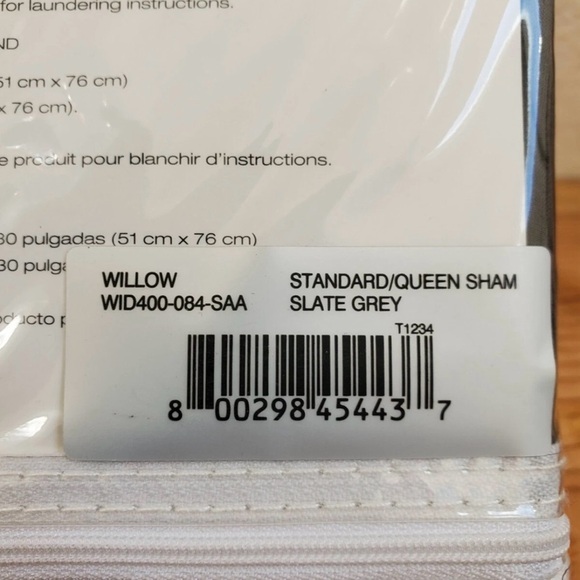 for laundering instructions.
ND
51 cm x 76 cm)
x 76 cm).
e produit pour blanchir d'instructions.
30 pulgadas (51 cm x 76 cm)
30 pulga
oducto p
WILLOW STANDARD/QUEEN SHAM
WID400-084-SAA SLATE GREY
T1234
8 00298 45443 7